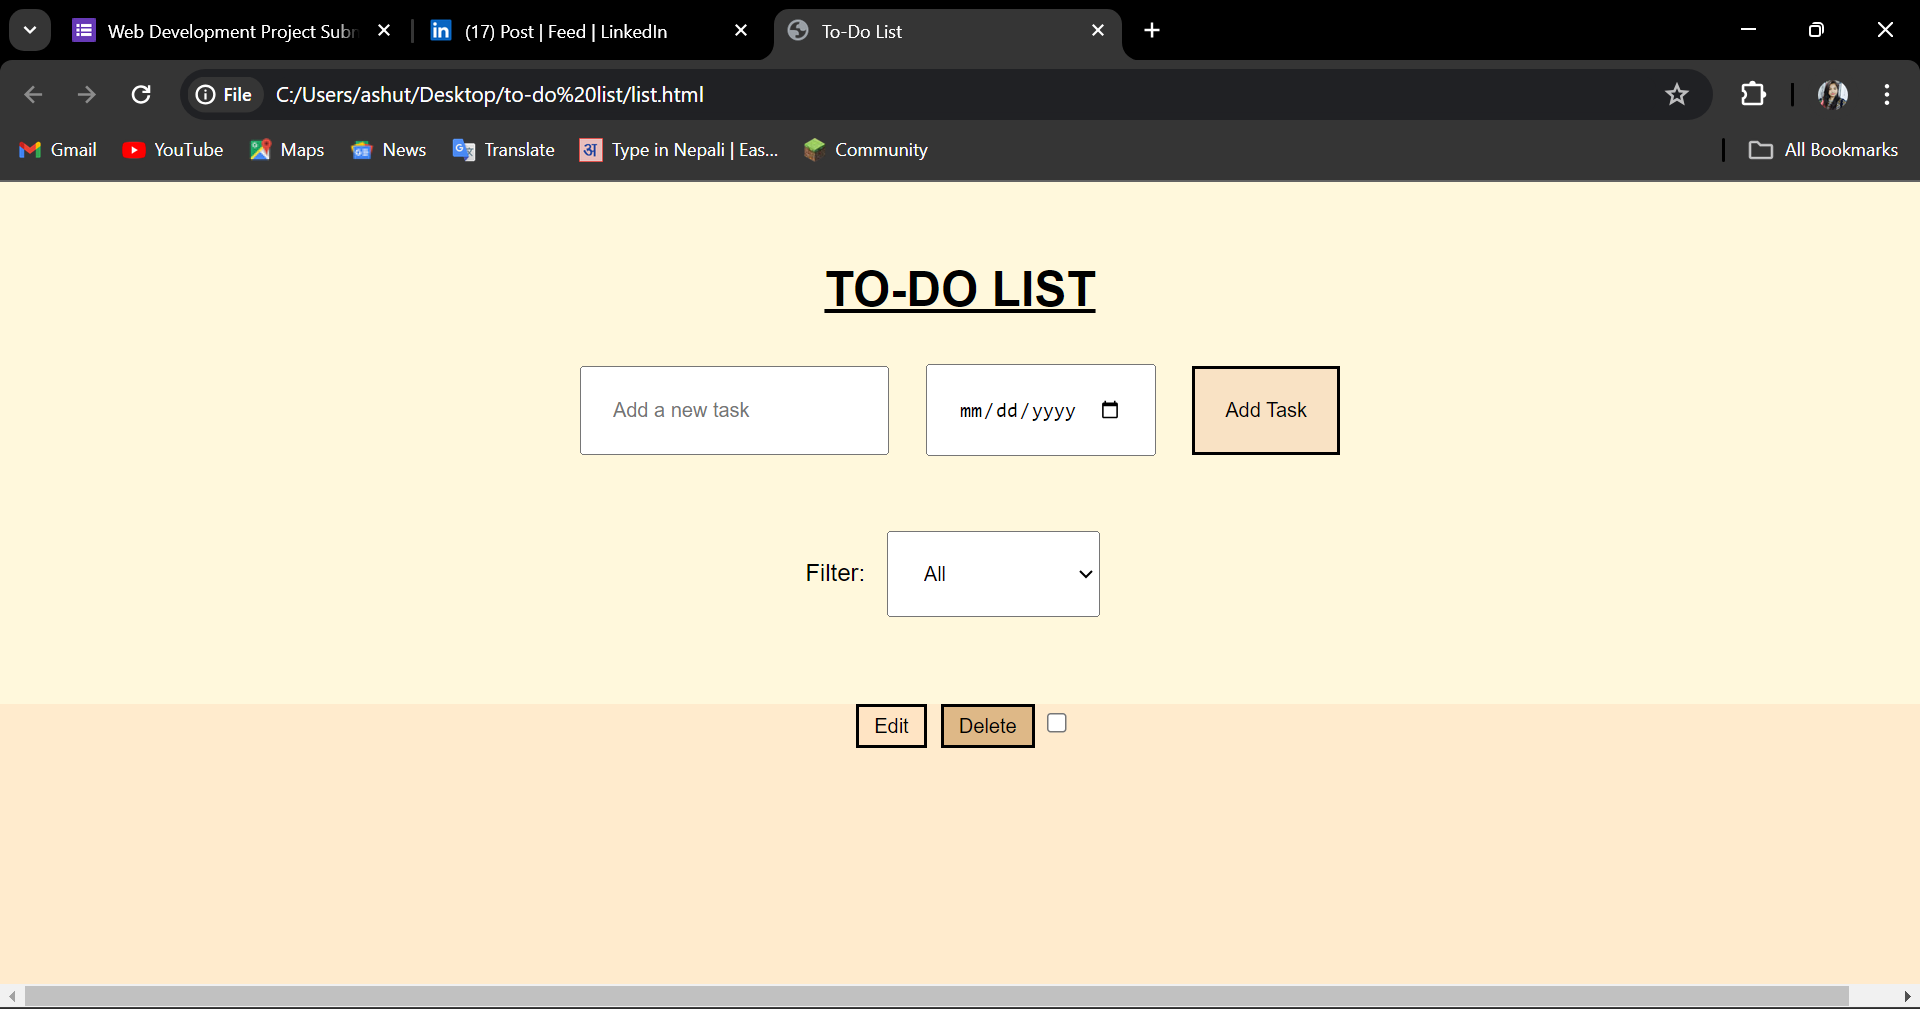 Web Development Project Subm
in (17) Post | Feed | LinkedIn
To-Do List
File C:/Users/ashut/Desktop/to-do%20list/list.html
Gmail YouTube Maps News Translate अ Type in Nepali | Eas... Community All Bookmarks
TO-DO LIST
Add a new task mm/dd/yyyy Add Task
Filter: All
Edit Delete